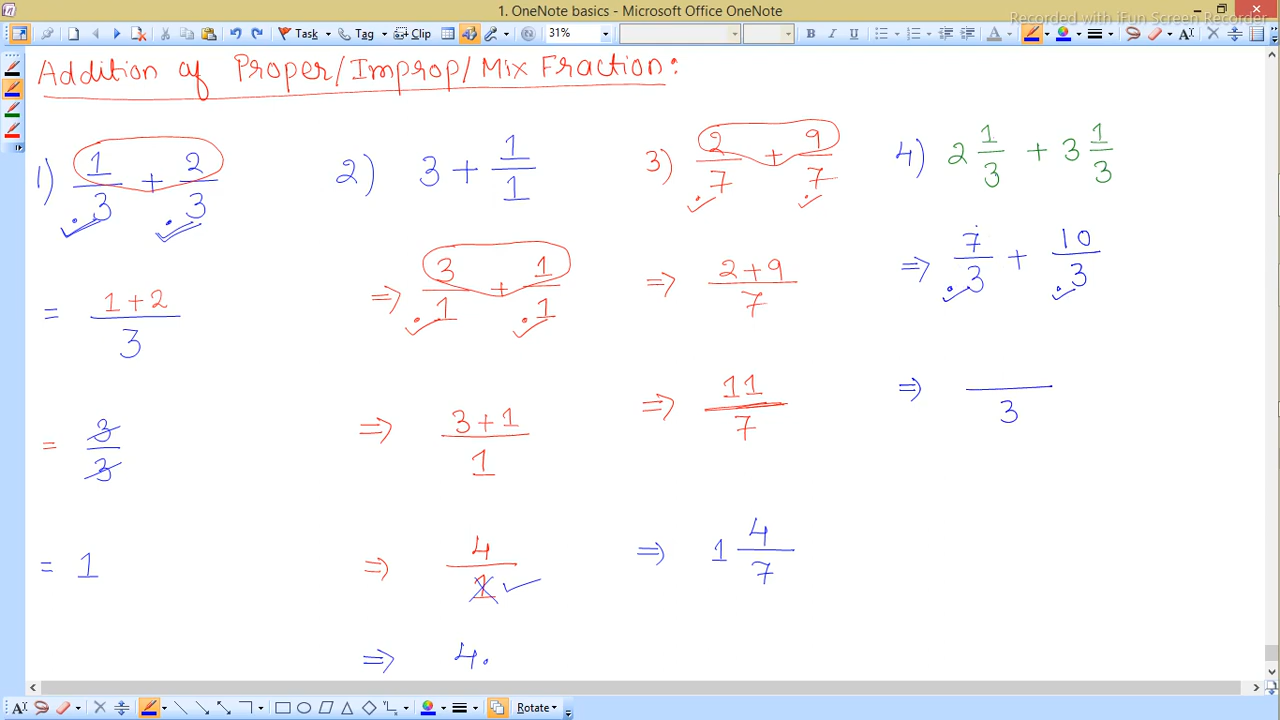 1. OneNote basics - Microsoft Office OneNote
Recorded with iFun Screen Recorder
Task Tag Clip 31% B I U A
Addition of Proper/Improp/Mix Fraction:
1) 1/3 + 2/3
= (1+2)/3
= 3/3
= 1
2) 3 + 1/1
⇒ 3/1 + 1/1
⇒ (3+1)/1
⇒ 4/1
⇒ 4.
3) 2/7 + 9/7
⇒ (2+9)/7
⇒ 11/7
⇒ 1 4/7
4) 2 1/3 + 3 1/3
⇒ 7/3 + 10/3
⇒ /3
Rotate